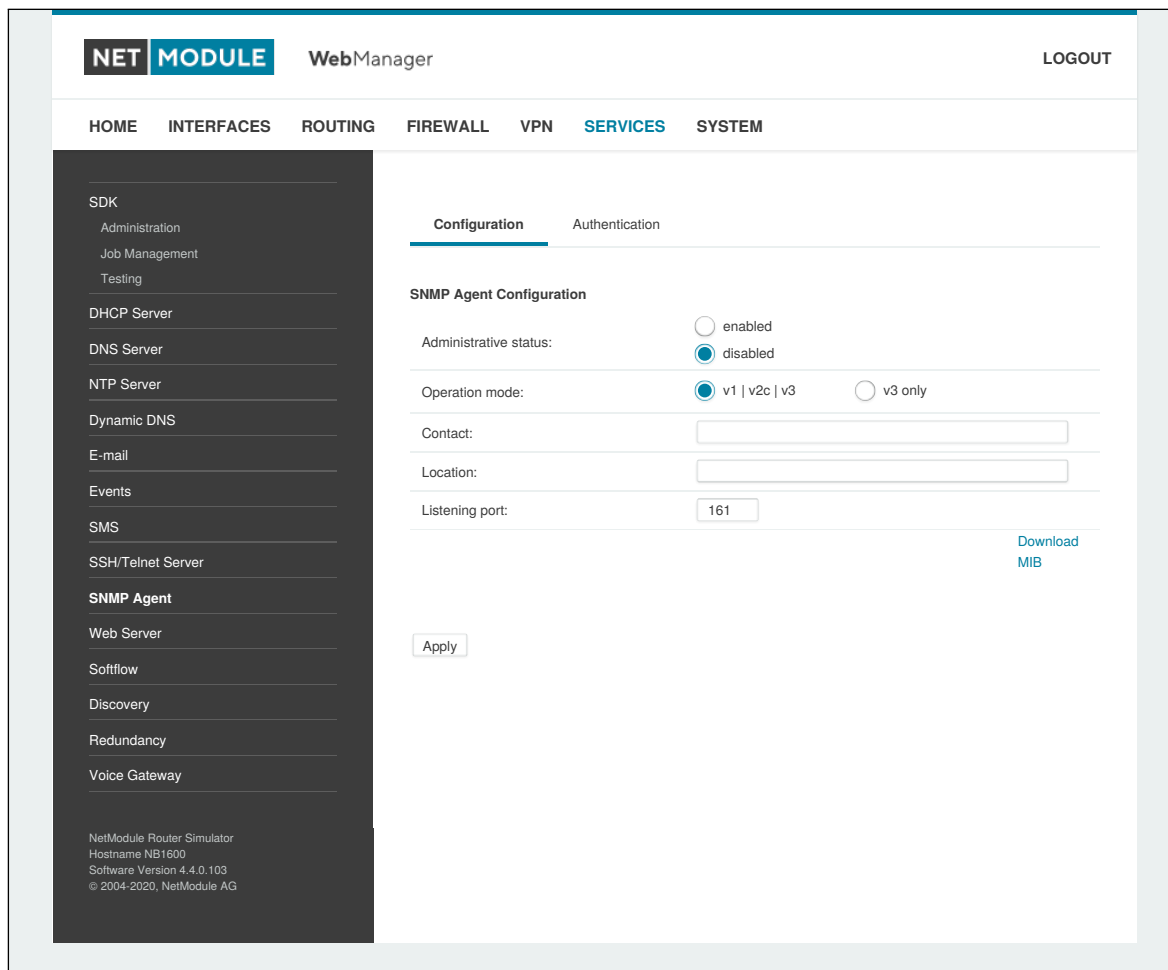 NET MODULE WebManager LOGOUT
HOME INTERFACES ROUTING FIREWALL VPN SERVICES SYSTEM
SDK
Administration
Job Management
Testing
DHCP Server
DNS Server
NTP Server
Dynamic DNS
E-mail
Events
SMS
SSH/Telnet Server
SNMP Agent
Web Server
Softflow
Discovery
Redundancy
Voice Gateway
NetModule Router Simulator
Hostname NB1600
Software Version 4.4.0.103
© 2004-2020, NetModule AG
Configuration Authentication
SNMP Agent Configuration
Administrative status:
enabled
disabled
Operation mode: v1 | v2c | v3 v3 only
Contact:
Location:
Listening port: 161
Download
MIB
Apply